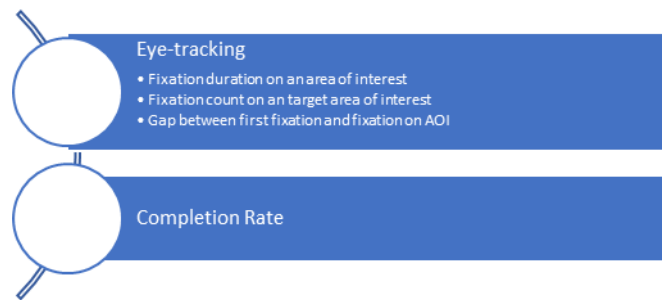 Eye-tracking
• Fixation duration on an area of interest
• Fixation count on an target area of interest
• Gap between first fixation and fixation on AOI
Completion Rate